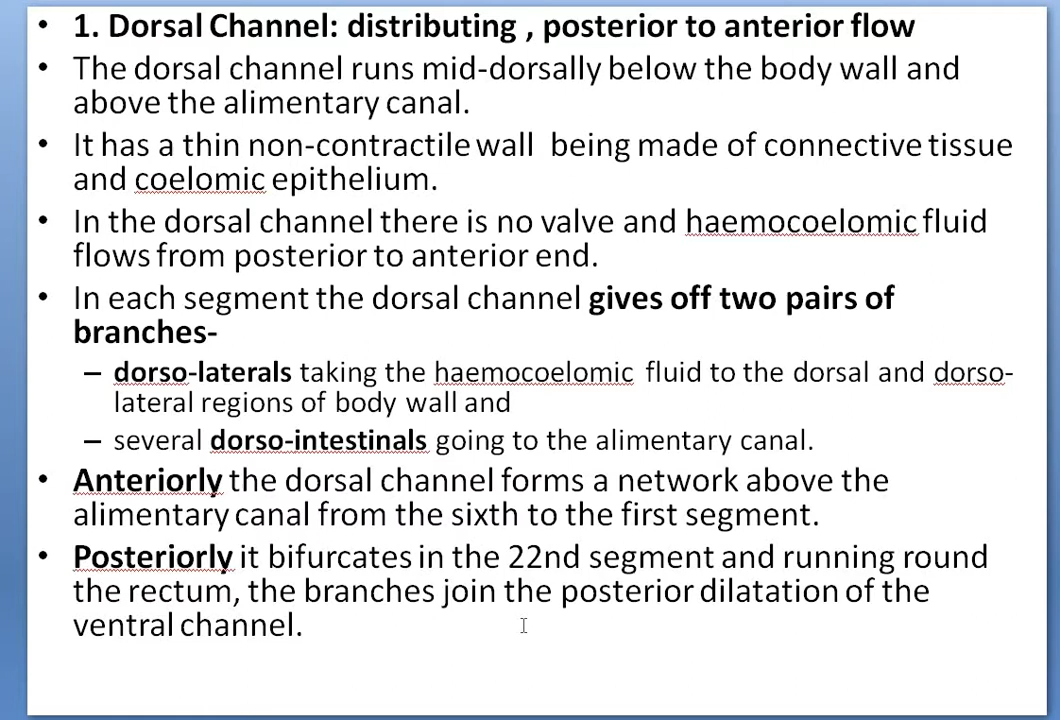 • 1. Dorsal Channel: distributing , posterior to anterior flow
• The dorsal channel runs mid-dorsally below the body wall and
above the alimentary canal.
• It has a thin non-contractile wall being made of connective tissue
and coelomic epithelium.
• In the dorsal channel there is no valve and haemocoelomic fluid
flows from posterior to anterior end.
• In each segment the dorsal channel gives off two pairs of
branches-
– dorso-laterals taking the haemocoelomic fluid to the dorsal and dorso-
lateral regions of body wall and
– several dorso-intestinals going to the alimentary canal.
• Anteriorly the dorsal channel forms a network above the
alimentary canal from the sixth to the first segment.
• Posteriorly it bifurcates in the 22nd segment and running round
the rectum, the branches join the posterior dilatation of the
ventral channel.